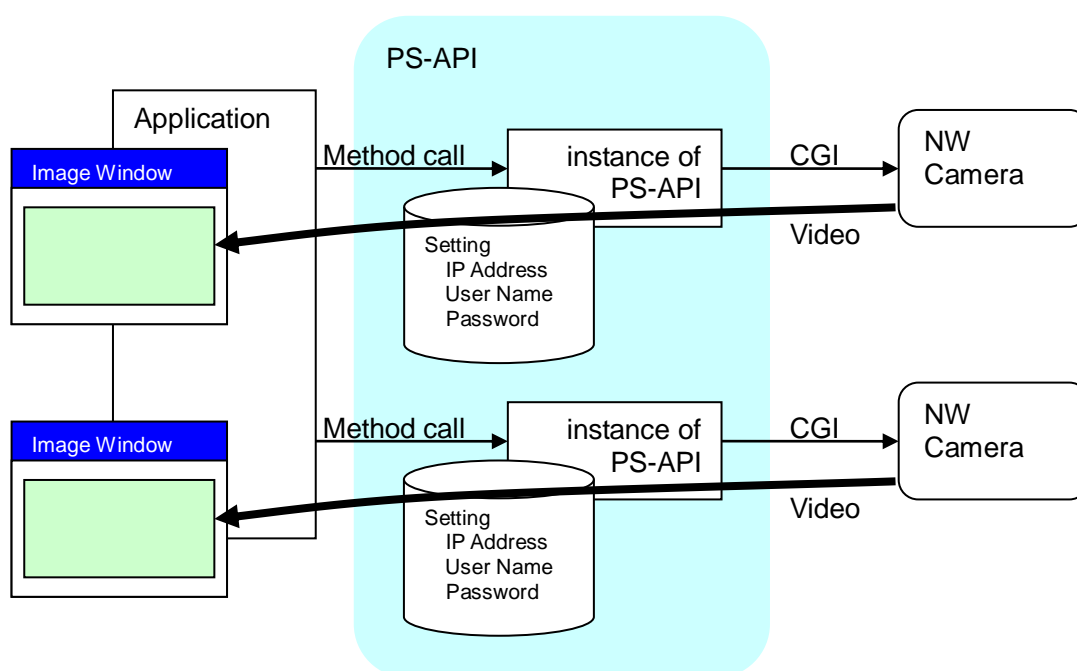 PS-API
Application
Image Window
Method call
instance of
PS-API
CGI
NW
Camera
Video
Setting
IP Address
User Name
Password
Image Window
Method call
instance of
PS-API
CGI
NW
Camera
Video
Setting
IP Address
User Name
Password